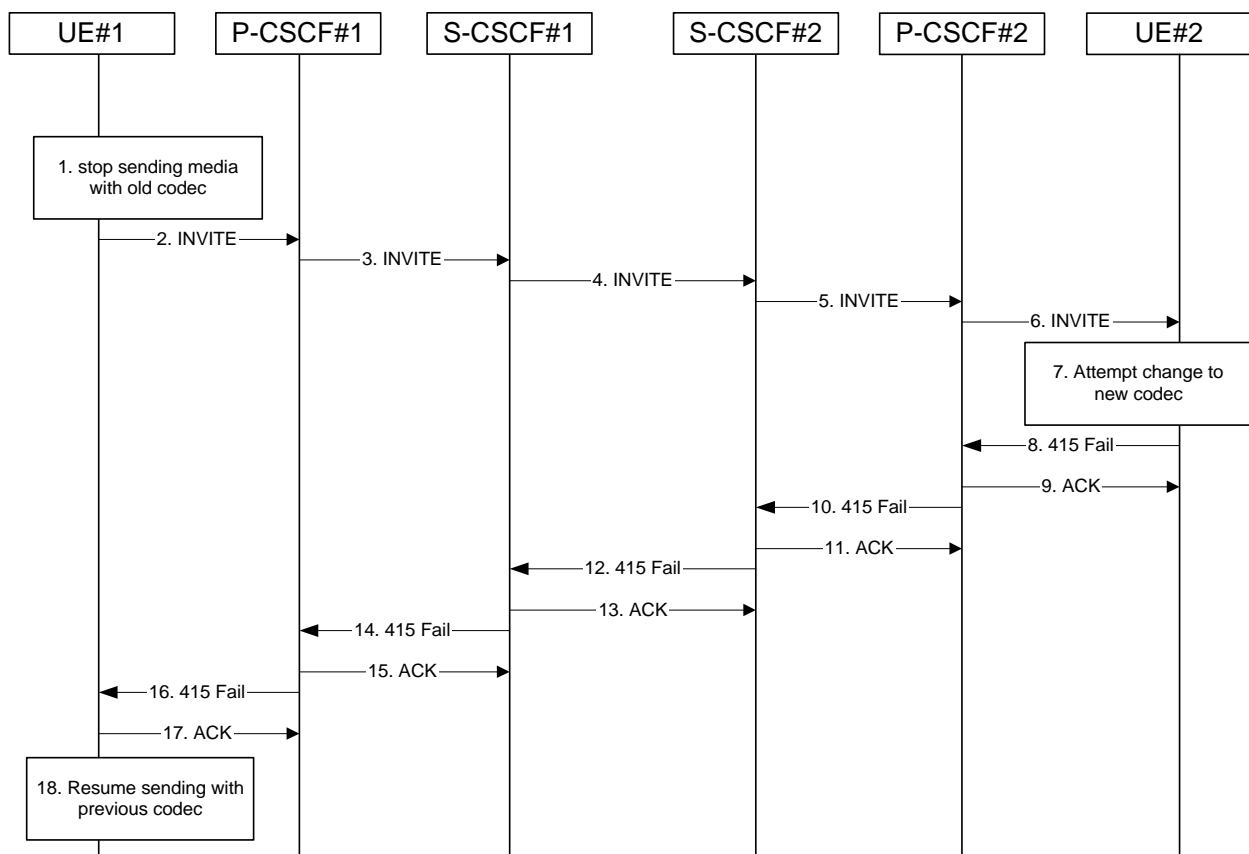 UE#1
P-CSCF#1
S-CSCF#1
S-CSCF#2
P-CSCF#2
UE#2
1. stop sending media
with old codec
2. INVITE
3. INVITE
4. INVITE
5. INVITE
6. INVITE
7. Attempt change to
new codec
8. 415 Fail
9. ACK
10. 415 Fail
11. ACK
12. 415 Fail
13. ACK
14. 415 Fail
15. ACK
16. 415 Fail
17. ACK
18. Resume sending with
previous codec